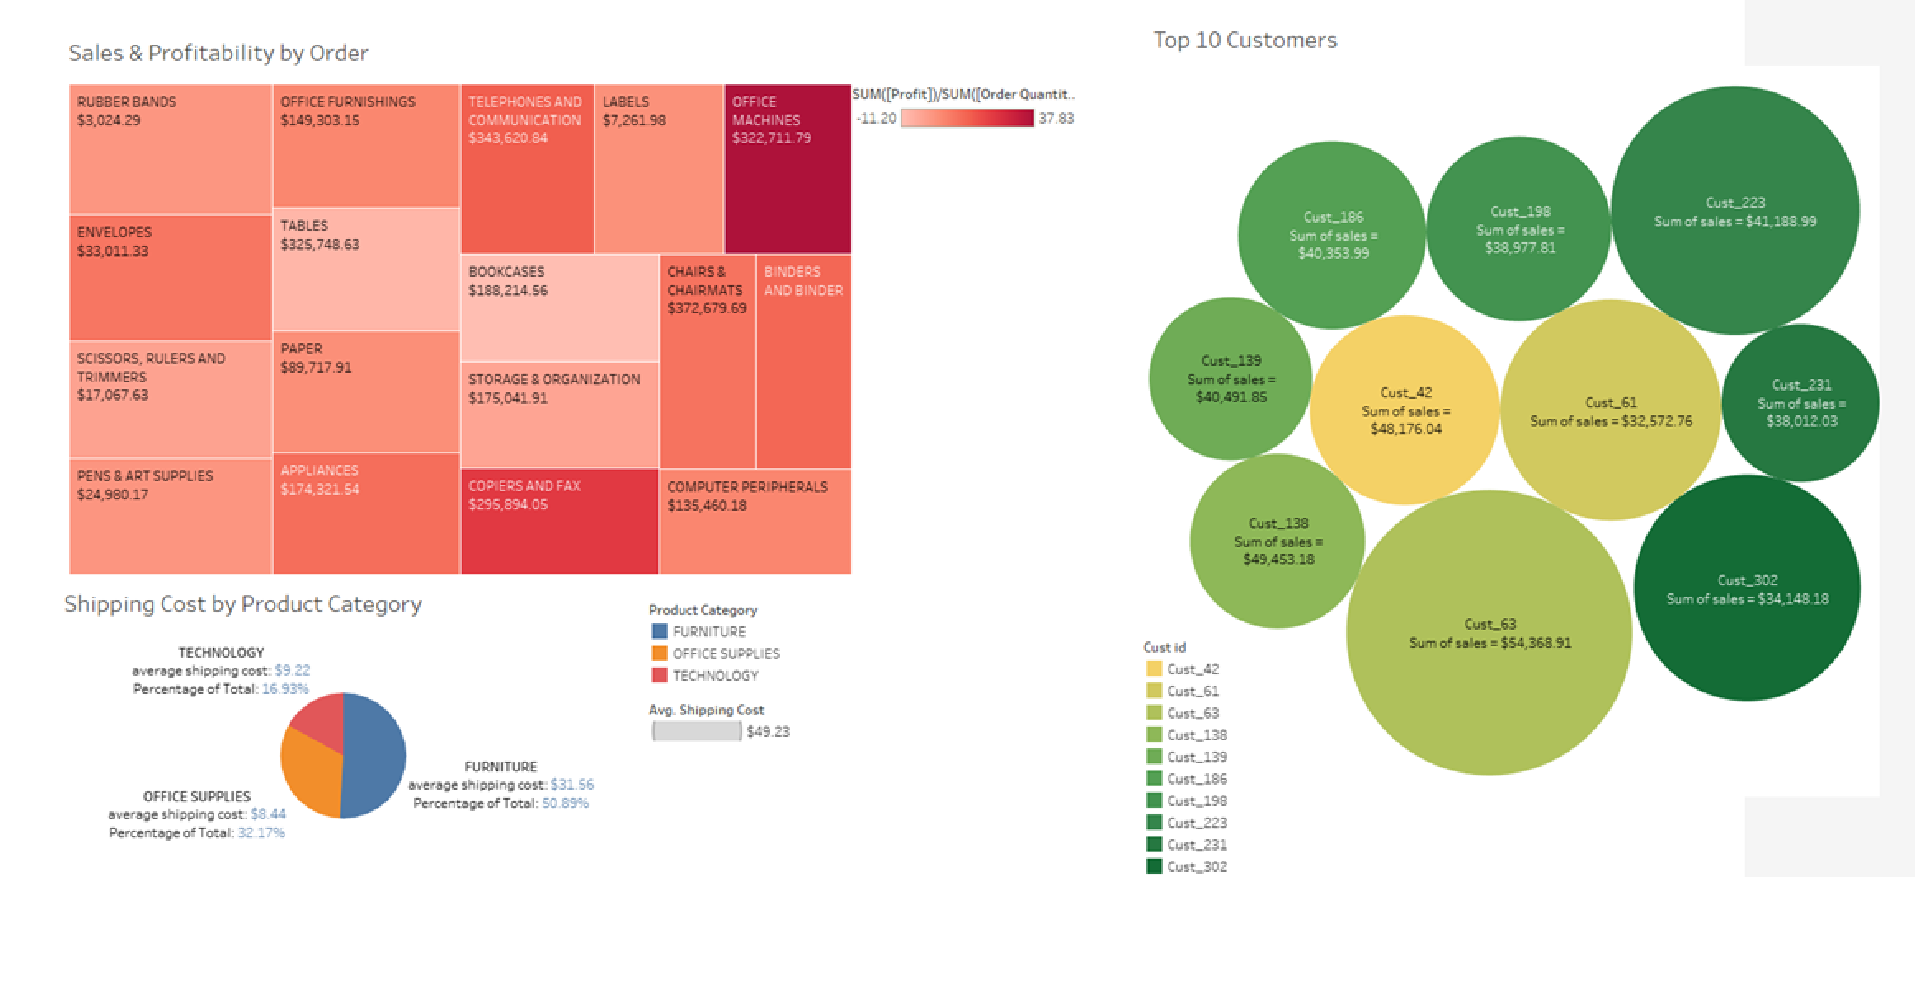 Sales & Profitability by Order
RUBBER BANDS
$3,024.29
OFFICE FURNISHINGS
$149,303.15
TELEPHONES AND
COMMUNICATION
$343,620.84
LABELS
$7,261.98
OFFICE
MACHINES
$322,711.79
ENVELOPES
$33,011.33
TABLES
$325,748.63
BOOKCASES
$188,214.56
CHAIRS &
CHAIRMATS
$372,679.69
BINDERS
AND BINDER
SCISSORS, RULERS AND
TRIMMERS
$17,067.63
PAPER
$89,717.91
STORAGE & ORGANIZATION
$175,041.91
PENS & ART SUPPLIES
$24,980.17
APPLIANCES
$174,321.54
COPIERS AND FAX
$295,894.05
COMPUTER PERIPHERALS
$135,460.18
SUM([Profit])/SUM([Order Quantit..
-11.20
37.83
Shipping Cost by Product Category
TECHNOLOGY
average shipping cost: $9.22
Percentage of Total: 16.93%
FURNITURE
average shipping cost: $31.56
Percentage of Total: 50.89%
OFFICE SUPPLIES
average shipping cost: $8.44
Percentage of Total: 32.17%
Product Category
FURNITURE
OFFICE SUPPLIES
TECHNOLOGY
Avg. Shipping Cost
$49.23
Top 10 Customers
Cust_186
Sum of sales =
$40,353.99
Cust_198
Sum of sales =
$38,977.81
Cust_223
Sum of sales = $41,188.99
Cust_139
Sum of sales =
$40,491.85
Cust_42
Sum of sales =
$48,176.04
Cust_61
Sum of sales = $32,572.76
Cust_231
Sum of sales =
$38,012.03
Cust_138
Sum of sales =
$49,453.18
Cust_63
Sum of sales = $54,368.91
Cust_302
Sum of sales = $34,148.18
Cust id
Cust_42
Cust_61
Cust_63
Cust_138
Cust_139
Cust_186
Cust_198
Cust_223
Cust_231
Cust_302